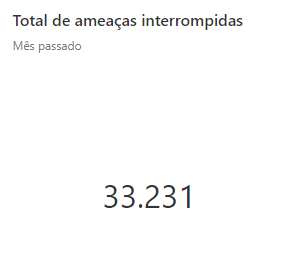 Total de ameaças interrompidas
Mês passado
33.231